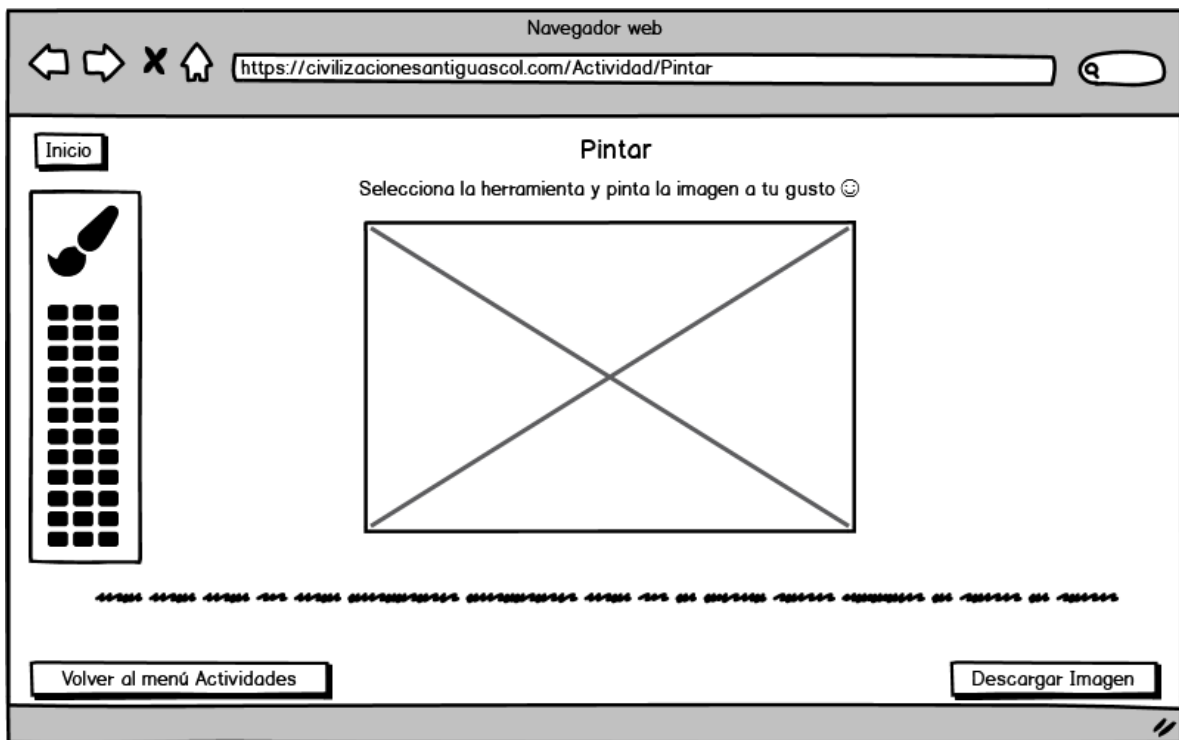 Navegador web
https://civilizacionesantiguascol.com/Actividad/Pintar
Inicio
Pintar
Selecciona la herramienta y pinta la imagen a tu gusto ☺
Volver al menú Actividades
Descargar Imagen